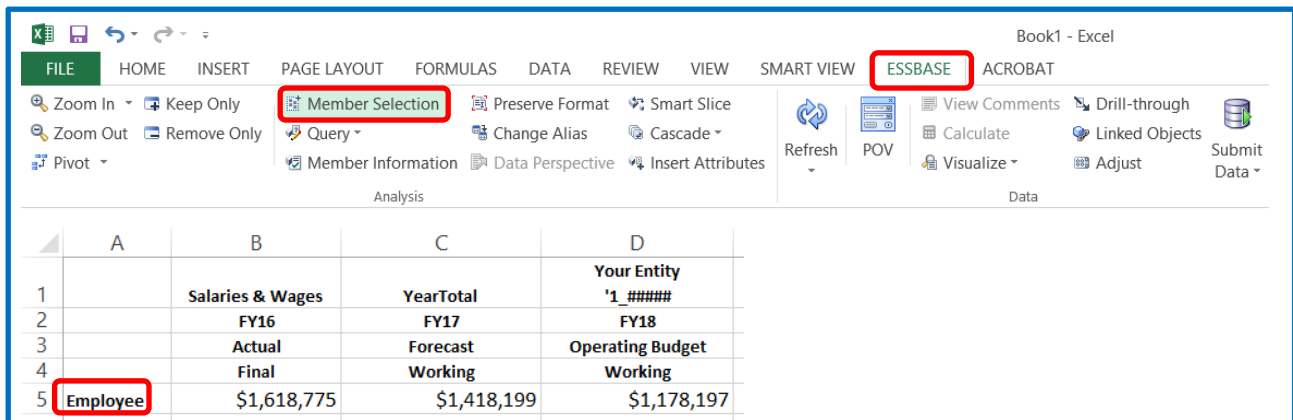 Book1 - Excel
FILE HOME INSERT PAGE LAYOUT FORMULAS DATA REVIEW VIEW SMART VIEW ESSBASE ACROBAT
Zoom In Keep Only Member Selection Preserve Format Smart Slice View Comments Drill-through
Zoom Out Remove Only Query Change Alias Cascade Refresh POV Calculate Linked Objects Submit
Pivot Member Information Data Perspective Insert Attributes Visualize Adjust Data
Analysis Data
A B C D
Your Entity
1 Salaries & Wages YearTotal '1_#####
2 FY16 FY17 FY18
3 Actual Forecast Operating Budget
4 Final Working Working
5 Employee $1,618,775 $1,418,199 $1,178,197